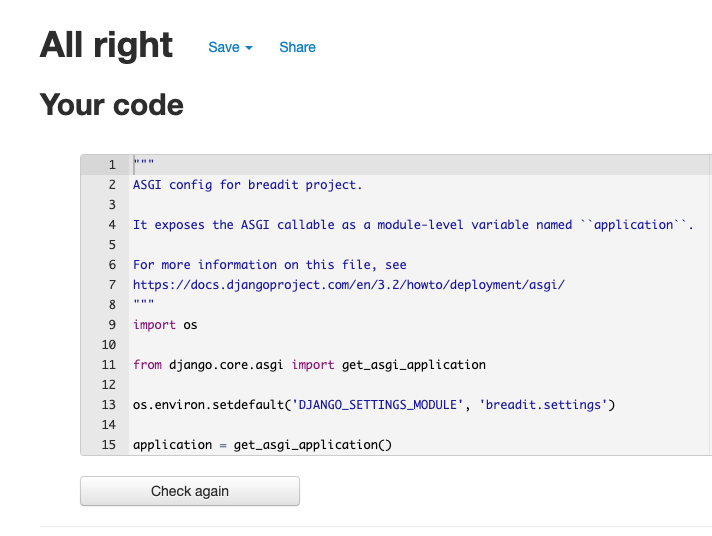 All right Save Share
Your code
1 """
2 ASGI config for breadit project.
3
4 It exposes the ASGI callable as a module-level variable named ``application``.
5
6 For more information on this file, see
7 https://docs.djangoproject.com/en/3.2/howto/deployment/asgi/
8 """
9 import os
10
11 from django.core.asgi import get_asgi_application
12
13 os.environ.setdefault('DJANGO_SETTINGS_MODULE', 'breadit.settings')
14
15 application = get_asgi_application()
Check again